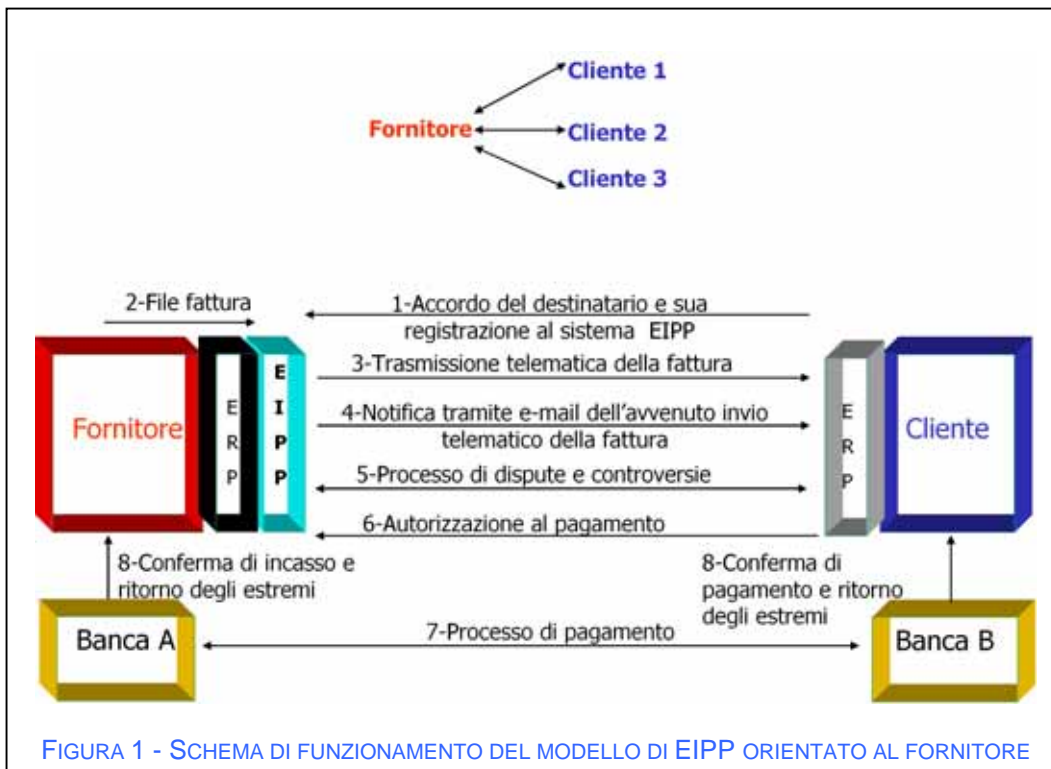 Cliente 1
Fornitore
Cliente 2
Cliente 3
2-File fattura
1-Accordo del destinatario e sua
registrazione al sistema EIPP
3-Trasmissione telematica della fattura
4-Notifica tramite e-mail dell'avvenuto invio
telematico della fattura
5-Processo di dispute e controversie
6-Autorizzazione al pagamento
Fornitore
E
R
P
E
I
P
P
E
R
P
Cliente
8-Conferma di incasso e
ritorno degli estremi
8-Conferma di
pagamento e ritorno
degli estremi
Banca A
7-Processo di pagamento
Banca B
FIGURA 1 - SCHEMA DI FUNZIONAMENTO DEL MODELLO DI EIPP ORIENTATO AL FORNITORE